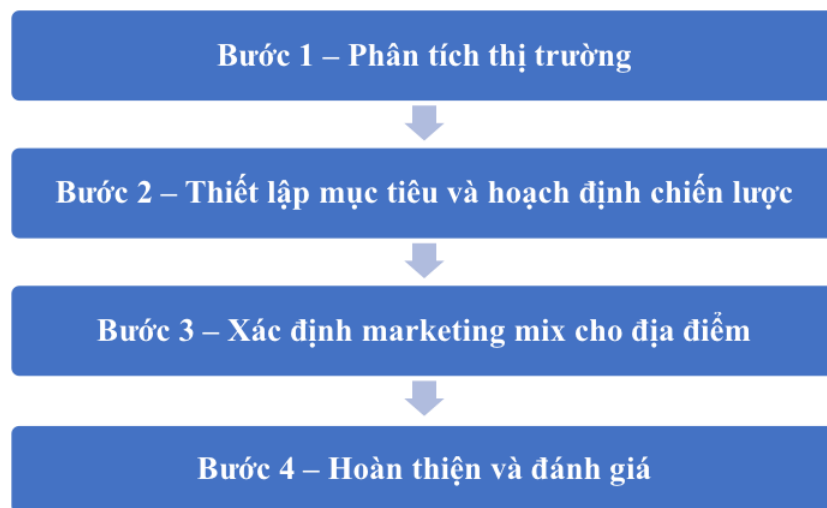 Bước 1 – Phân tích thị trường
Bước 2 – Thiết lập mục tiêu và hoạch định chiến lược
Bước 3 – Xác định marketing mix cho địa điểm
Bước 4 – Hoàn thiện và đánh giá